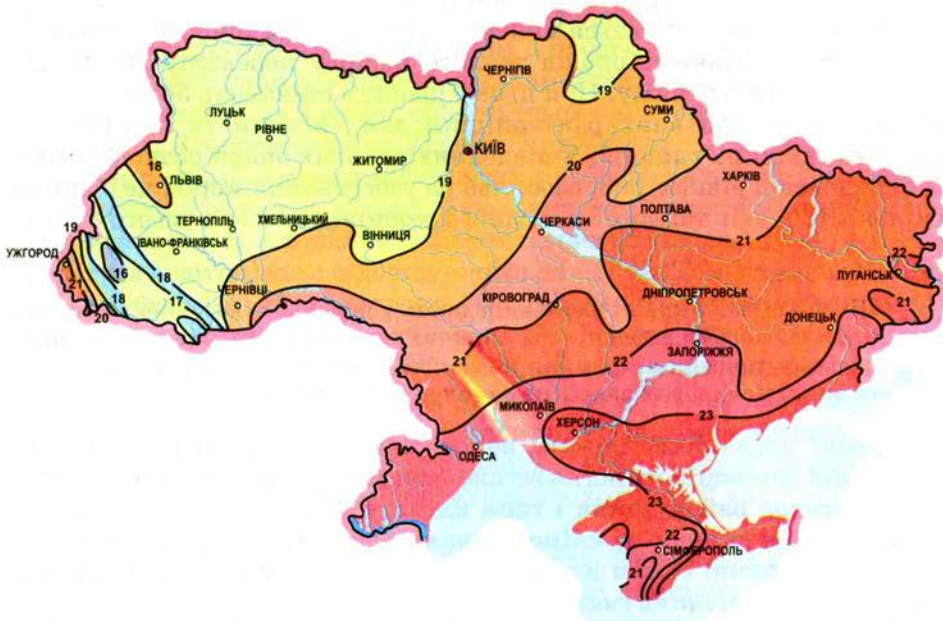 ЧЕРНІГІВ
19
ЛУЦЬК
СУМИ
РІВНЕ
КИЇВ
ЖИТОМИР
20
18
ЛЬВІВ
19
ХАРКІВ
ТЕРНОПІЛЬ
ХМЕЛЬНИЦЬКИЙ
ПОЛТАВА
ЧЕРКАСИ
19
ВІННИЦЯ
ІВАНО-ФРАНКІВСЬК
21
УЖГОРОД
22
16
18
ЛУГАНСЬК
21
18
17
ЧЕРНІВЦІ
КІРОВОГРАД
ДНІПРОПЕТРОВСЬК
21
20
ДОНЕЦЬК
ЗАПОРІЖЖЯ
21
22
МИКОЛАЇВ
23
ХЕРСОН
ОДЕСА
23
22
СІМФЕРОПОЛЬ
21